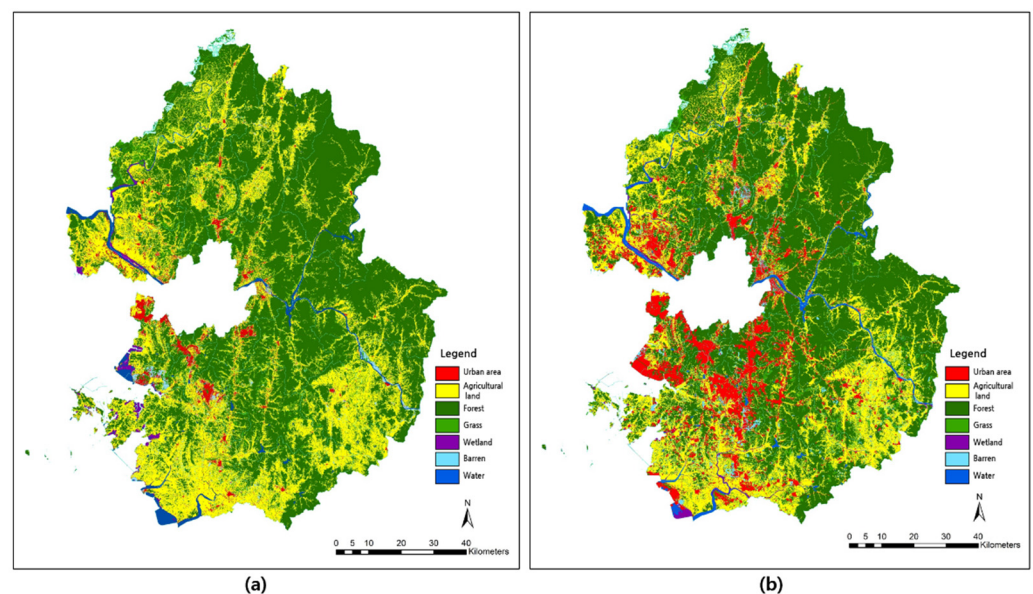 Legend
Urban area
Agricultural
land
Forest
Grass
Wetland
Barren
Water
N
0 5 10 20 30 40
Kilometers
(a)
Legend
Urban area
Agricultural
land
Forest
Grass
Wetland
Barren
Water
N
0 5 10 20 30 40
Kilometers
(b)